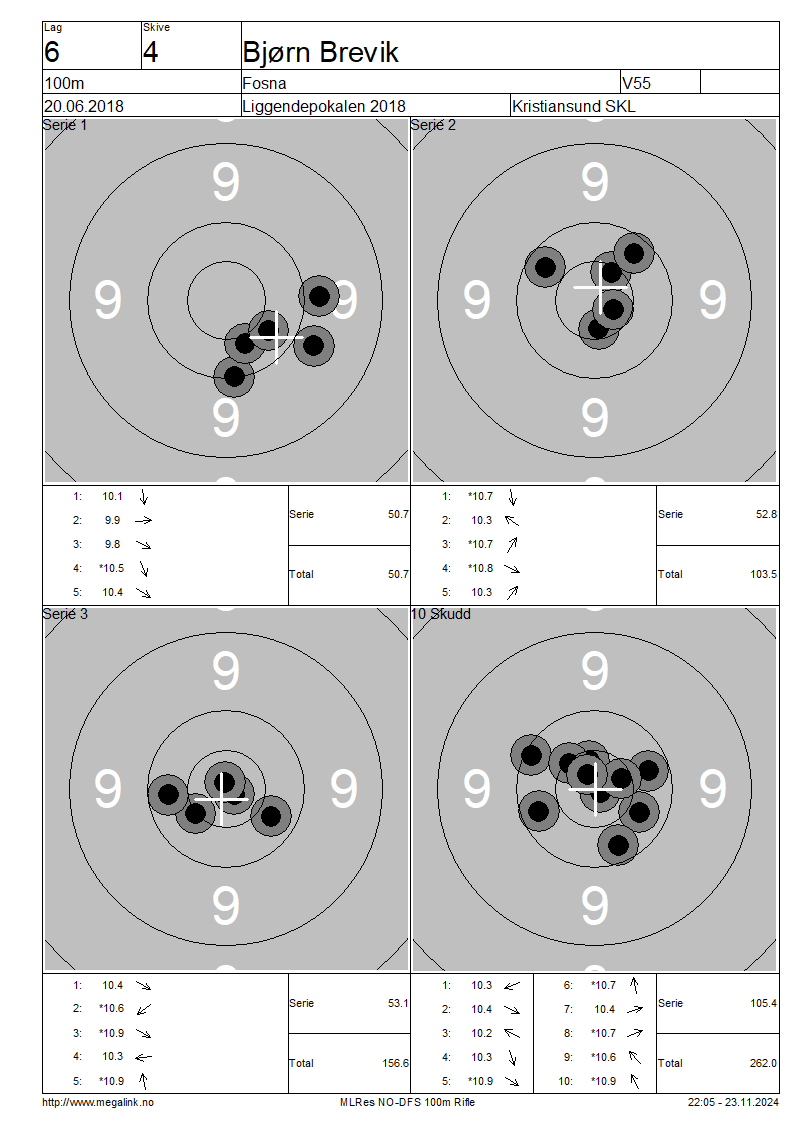 Lag Skive
6 4 Bjørn Brevik
100m Fosna V55
20.06.2018 Liggendepokalen 2018 Kristiansund SKL
Serie 1 Serie 2
9 9
9 9 9 9
9 9
1: 10.1
2: 9.9
3: 9.8
4: *10.5
5: 10.4
Serie 50.7
Total 50.7
1: *10.7
2: 10.3
3: *10.7
4: *10.8
5: 10.3
Serie 52.8
Total 103.5
Serie 3 10 Skudd
9 9
9 9 9 9
9 9
1: 10.4
2: *10.6
3: *10.9
4: 10.3
5: *10.9
Serie 53.1
Total 156.6
1: 10.3 6: *10.7
2: 10.4 7: 10.4
3: 10.2 8: *10.7
4: 10.3 9: *10.6
5: *10.9 10: *10.9
Serie 105.4
Total 262.0
http://www.megalink.no MLRes NO-DFS 100m Rifle 22:05 - 23.11.2024